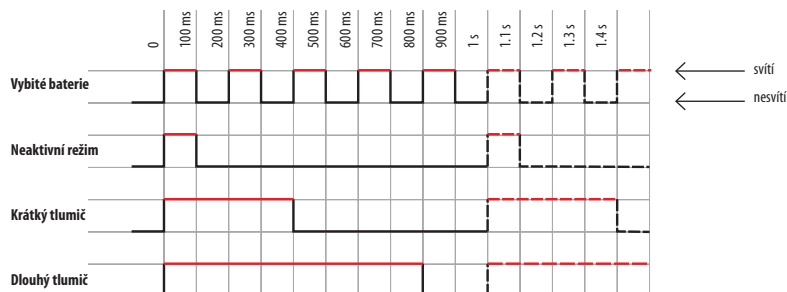 0 100 ms 200 ms 300 ms 400 ms 500 ms 600 ms 700 ms 800 ms 900 ms 1 s 1.1 s 1.2 s 1.3 s 1.4 s
Vybité baterie
svítí
nesvítí
Neaktivní režim
Krátký tlumič
Dlouhý tlumič